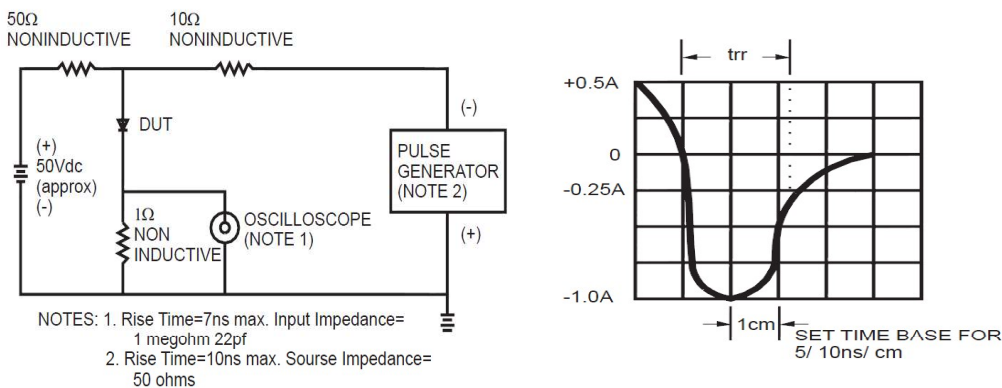 50Ω
NONINDUCTIVE
10Ω
NONINDUCTIVE
DUT
(+)
50Vdc
(approx)
(-)
1Ω
NON
INDUCTIVE
OSCILLOSCOPE
(NOTE 1)
(-)
PULSE
GENERATOR
(NOTE 2)
(+)
NOTES: 1. Rise Time=7ns max. Input Impedance=
1 megohm 22pf
2. Rise Time=10ns max. Sourse Impedance=
50 ohms
trr
+0.5A
0
-0.25A
-1.0A
1cm
SET TIME BASE FOR
5/ 10ns/ cm